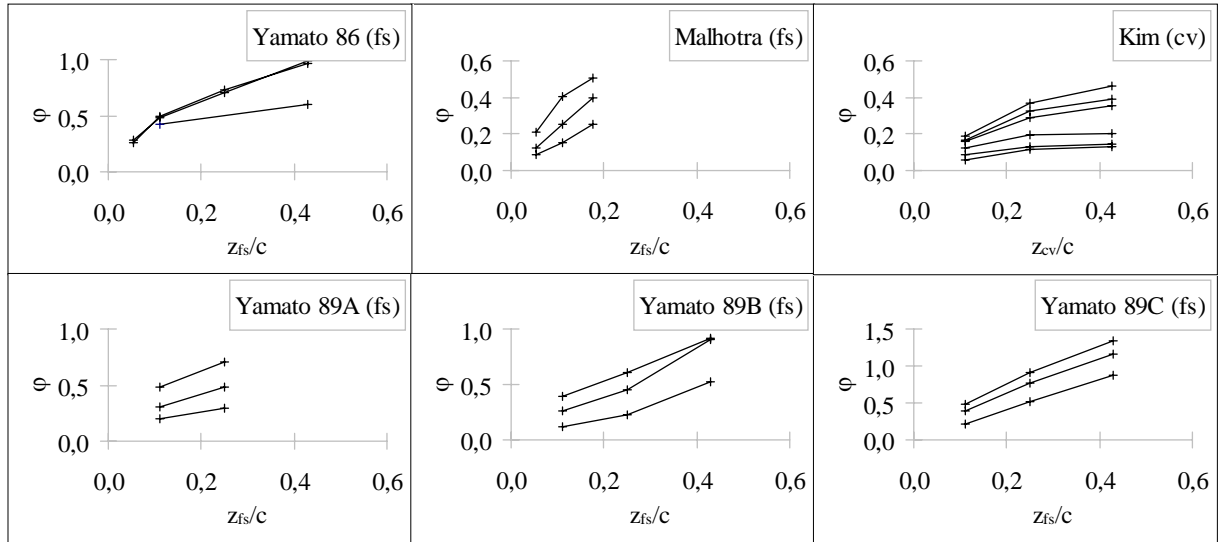 Yamato 86 (fs)
1,0
0,5
0,0
φ
0,0 0,2 0,4 0,6
zfs/c
Malhotra (fs)
0,6
0,4
0,2
0,0
φ
0,0 0,2 0,4 0,6
zfs/c
Kim (cv)
0,6
0,4
0,2
0,0
φ
0,0 0,2 0,4 0,6
zcv/c
Yamato 89A (fs)
1,0
0,5
0,0
φ
0,0 0,2 0,4 0,6
zfs/c
Yamato 89B (fs)
1,0
0,5
0,0
φ
0,0 0,2 0,4 0,6
zfs/c
Yamato 89C (fs)
1,5
1,0
0,5
0,0
φ
0,0 0,2 0,4 0,6
zfs/c